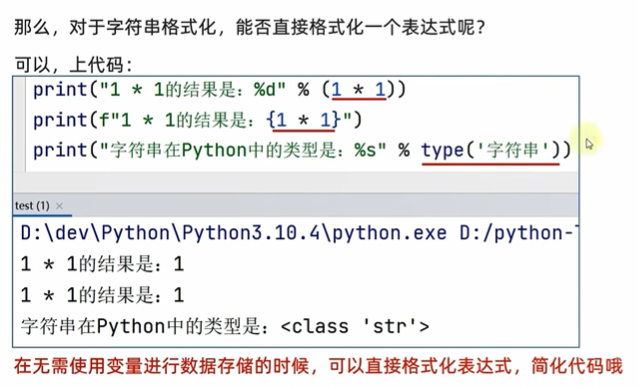 那么，对于字符串格式化，能否直接格式化一个表达式呢？
可以，上代码：
print("1 * 1的结果是：%d" % (1 * 1))
print(f"1 * 1的结果是：{1 * 1}")
print("字符串在Python中的类型是：%s" % type('字符串'))
test (1) ×
D:\dev\Python\Python3.10.4\python.exe D:/python-
1 * 1的结果是：1
1 * 1的结果是：1
字符串在Python中的类型是：<class 'str'>
在无需使用变量进行数据存储的时候，可以直接格式化表达式，简化代码哦